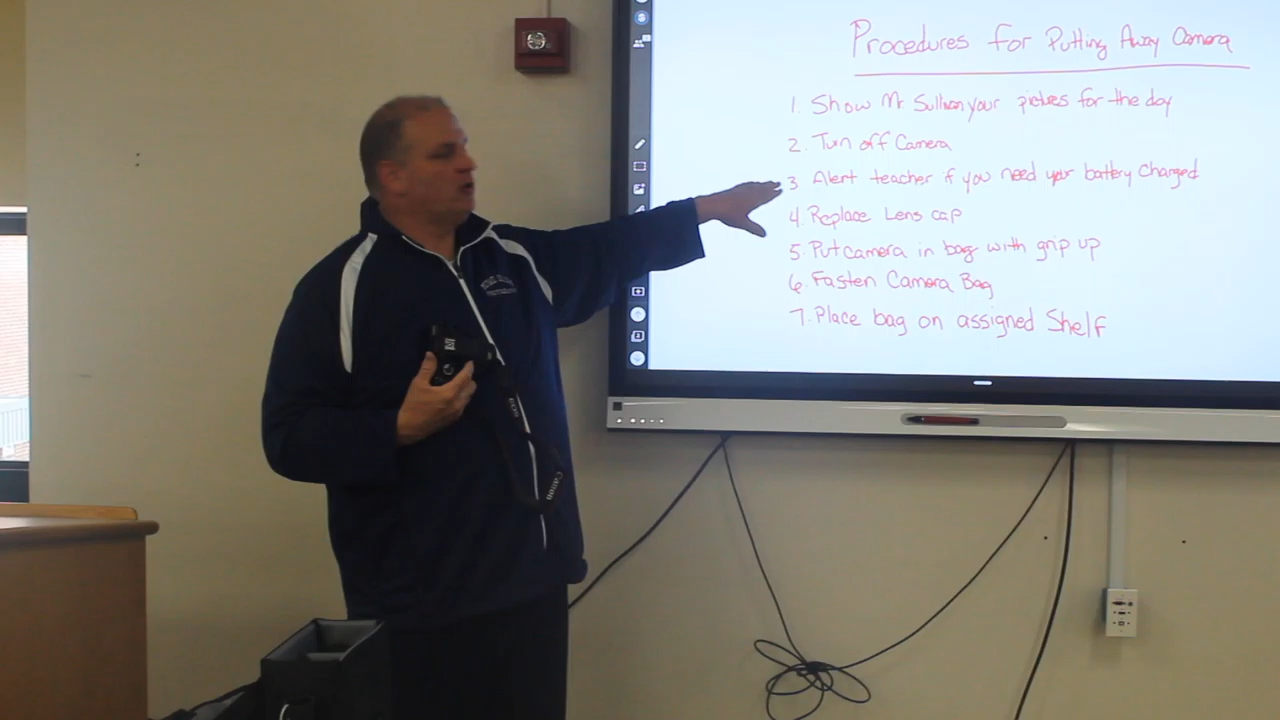 Procedures for Putting Away Camera
1. Show Mr Sullivan your pictures for the day
2. Turn off Camera
3 Alert teacher if you need your battery charged
4. Replace Lens cap
5. Put camera in bag with grip up
6. Fasten Camera Bag
7. Place bag on assigned Shelf
EOS
Canon